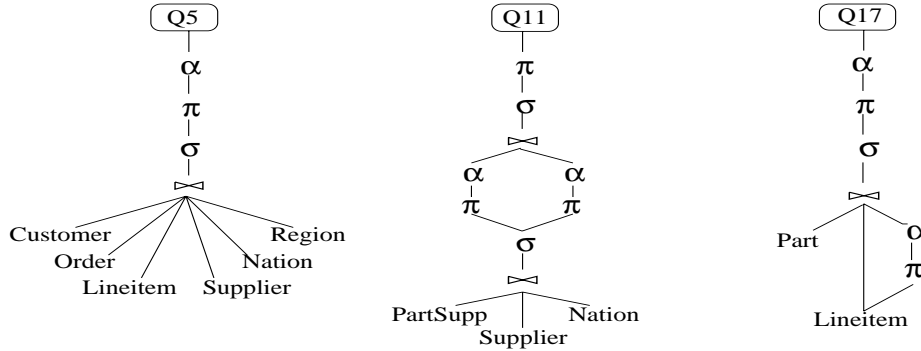 Q5
α
π
σ
⋈
Customer
Region
Order
Nation
Lineitem
Supplier
Q11
π
σ
⋈
α α
π π
σ
⋈
PartSupp
Nation
Supplier
Q17
α
π
σ
⋈
Part
α
π
Lineitem